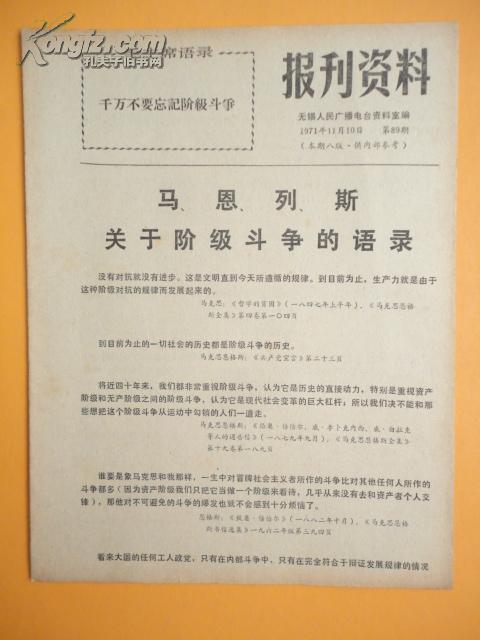 Kongfz.com
孔夫子旧书网
席语录
千万不要忘記阶級斗爭
报刊资料
无锡人民广播电台资料室编
1971年11月10日 第89期
(本期八版·供内部参考)
马、恩、列、斯
关于阶级斗争的语录
没有对抗就没有进步。这是文明直到今天所遵循的规律。到目前为止，生产力就是由于
这种阶级对抗的规律而发展起来的。
马克思：《哲学的贫困》（一八四七年上半年），《马克思恩格
斯全集》第四卷第一〇四页
到目前为止的一切社会的历史都是阶级斗争的历史。
马克思恩格斯：《共产党宣言》第二十三页
将近四十年来，我们都非常重视阶级斗争，认为它是历史的直接动力，特别是重视资产
阶级和无产阶级之间的阶级斗争，认为它是现代社会变革的巨大杠杆；所以我们决不能和那
些想把这个阶级斗争从运动中勾销的人们一道走。
马克思恩格斯：《给奥·倍倍尔、威·李卜克内西、威·白拉克
等人的通告信》（一八七九年九月），《马克思恩格斯全集》
第十九卷第一八九页
谁要是象马克思和我那样，一生中对冒牌社会主义者所作的斗争比对其他任何人所作的
斗争都多（因为资产阶级我们只把它当做一个阶级来看待，几乎从来没有去和资产者个人交
锋），那他对不可避免的斗争的爆发也就不会感到十分烦恼了。
恩格斯：《致奥·倍倍尔》（一八八二年十月），《马克思恩格
斯书信选集》一九六二年版第三九四页
看来大国的任何工人政党，只有在内部斗争中，只有在完全符合于辩证发展规律的情况